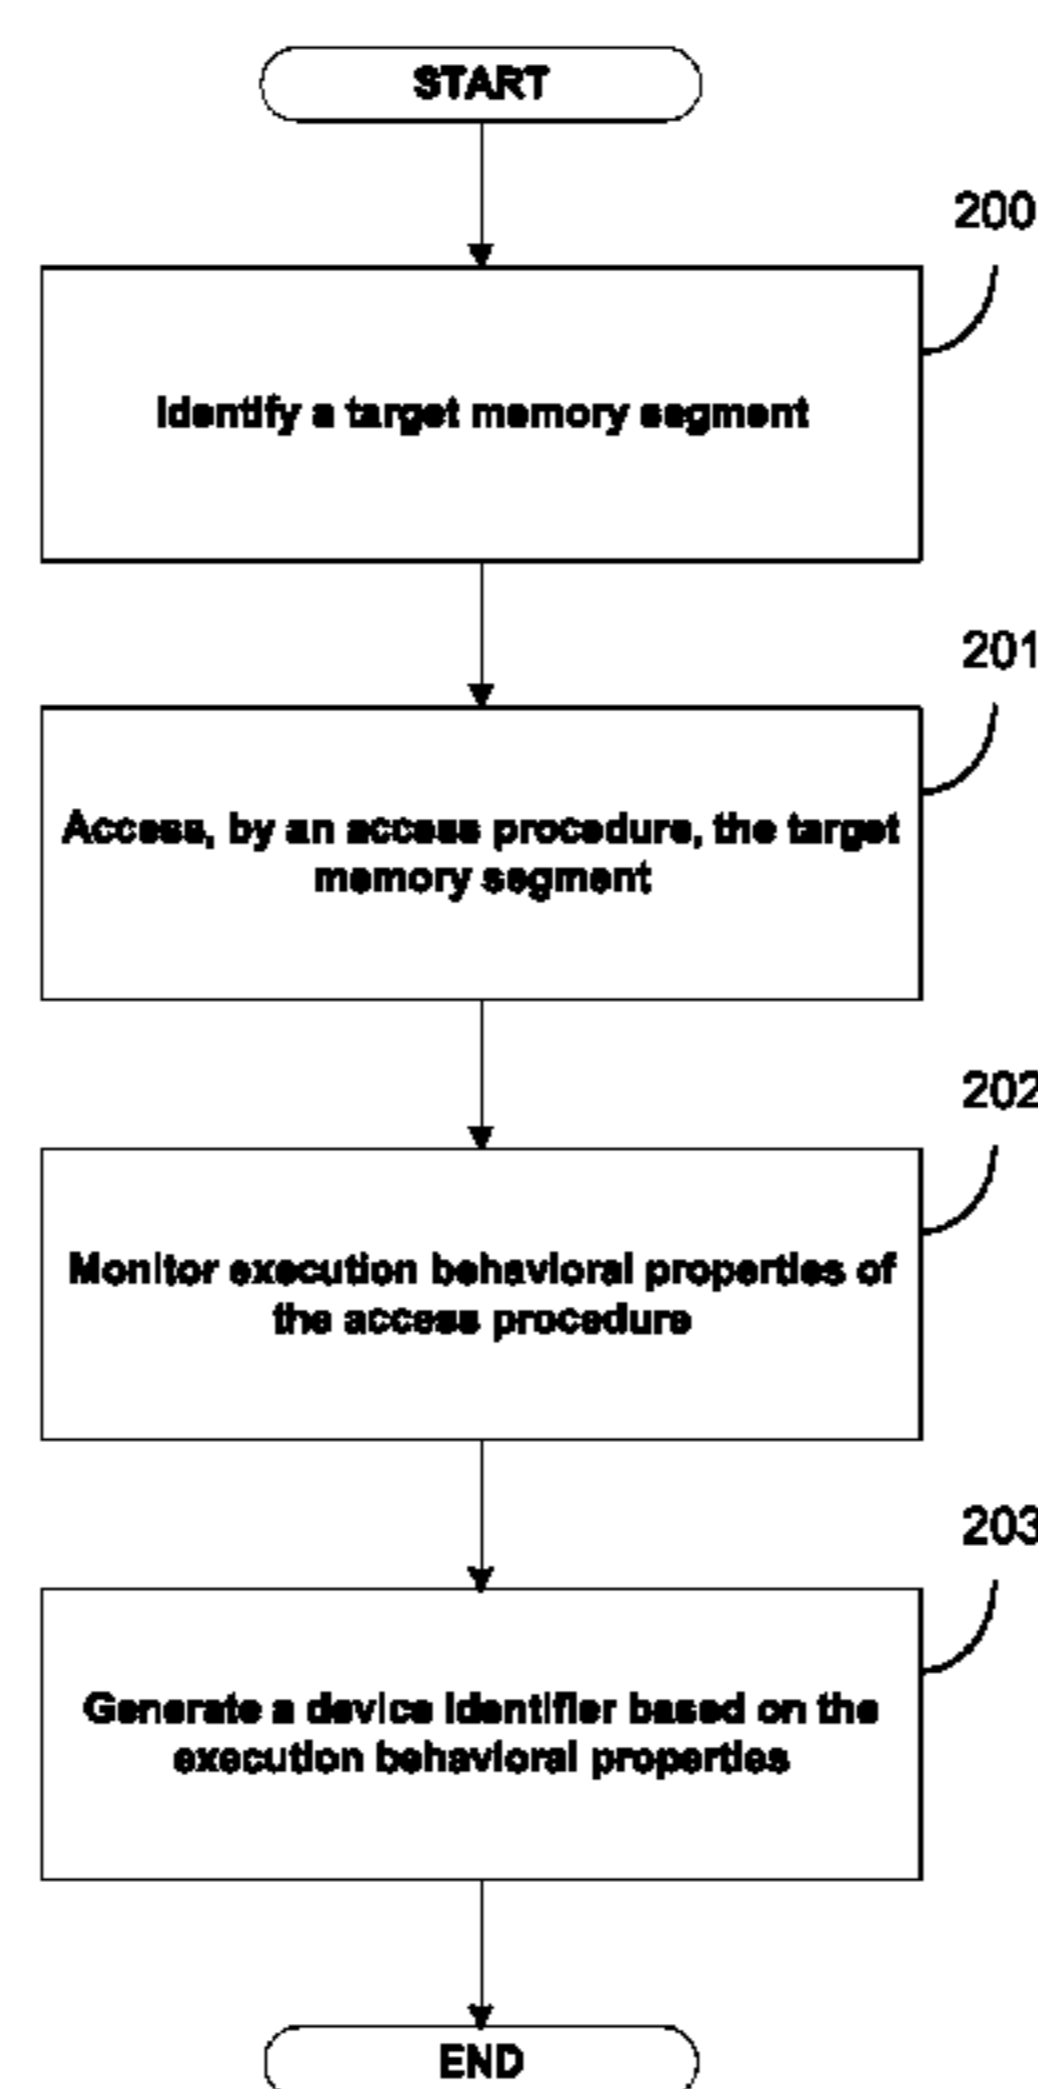 START
200
Identify a target memory segment
201
Access, by an access procedure, the target
memory segment
202
Monitor execution behavioral properties of
the access procedure
203
Generate a device identifier based on the
execution behavioral properties
END